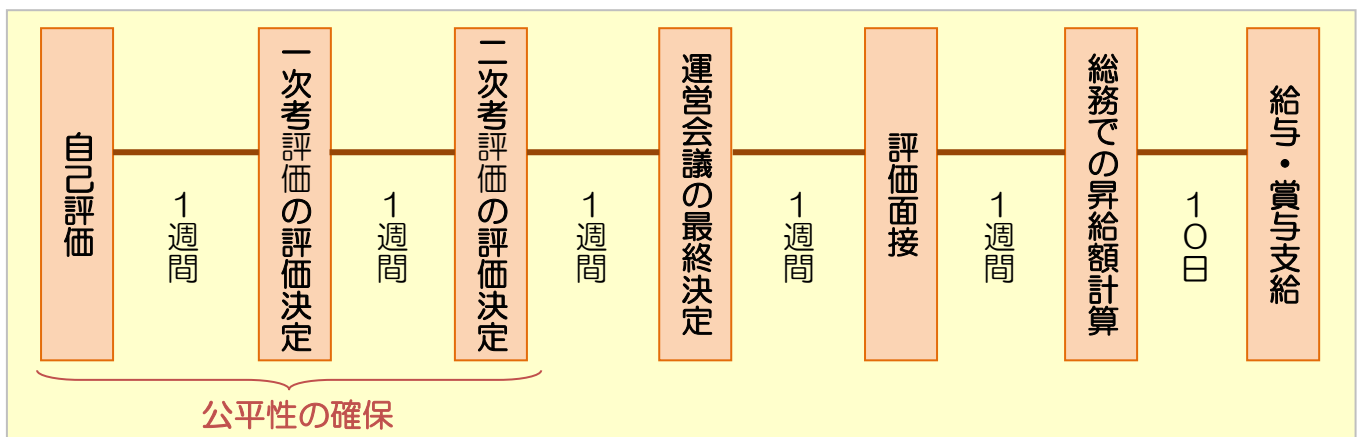 自己評価
１週間
一次考評価の評価決定
１週間
二次考評価の評価決定
１週間
運営会議の最終決定
１週間
評価面接
１週間
総務での昇給額計算
１０日
給与・賞与支給
公平性の確保